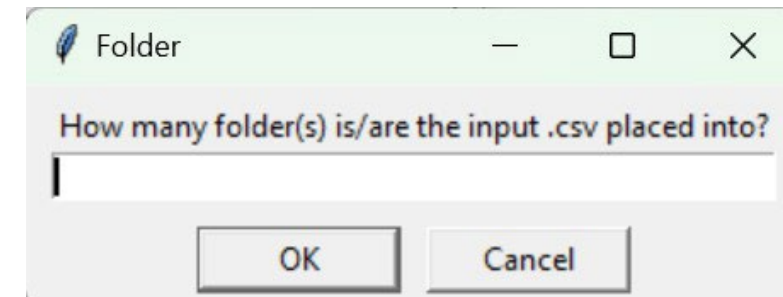 Folder
How many folder(s) is/are the input .csv placed into?
OK Cancel